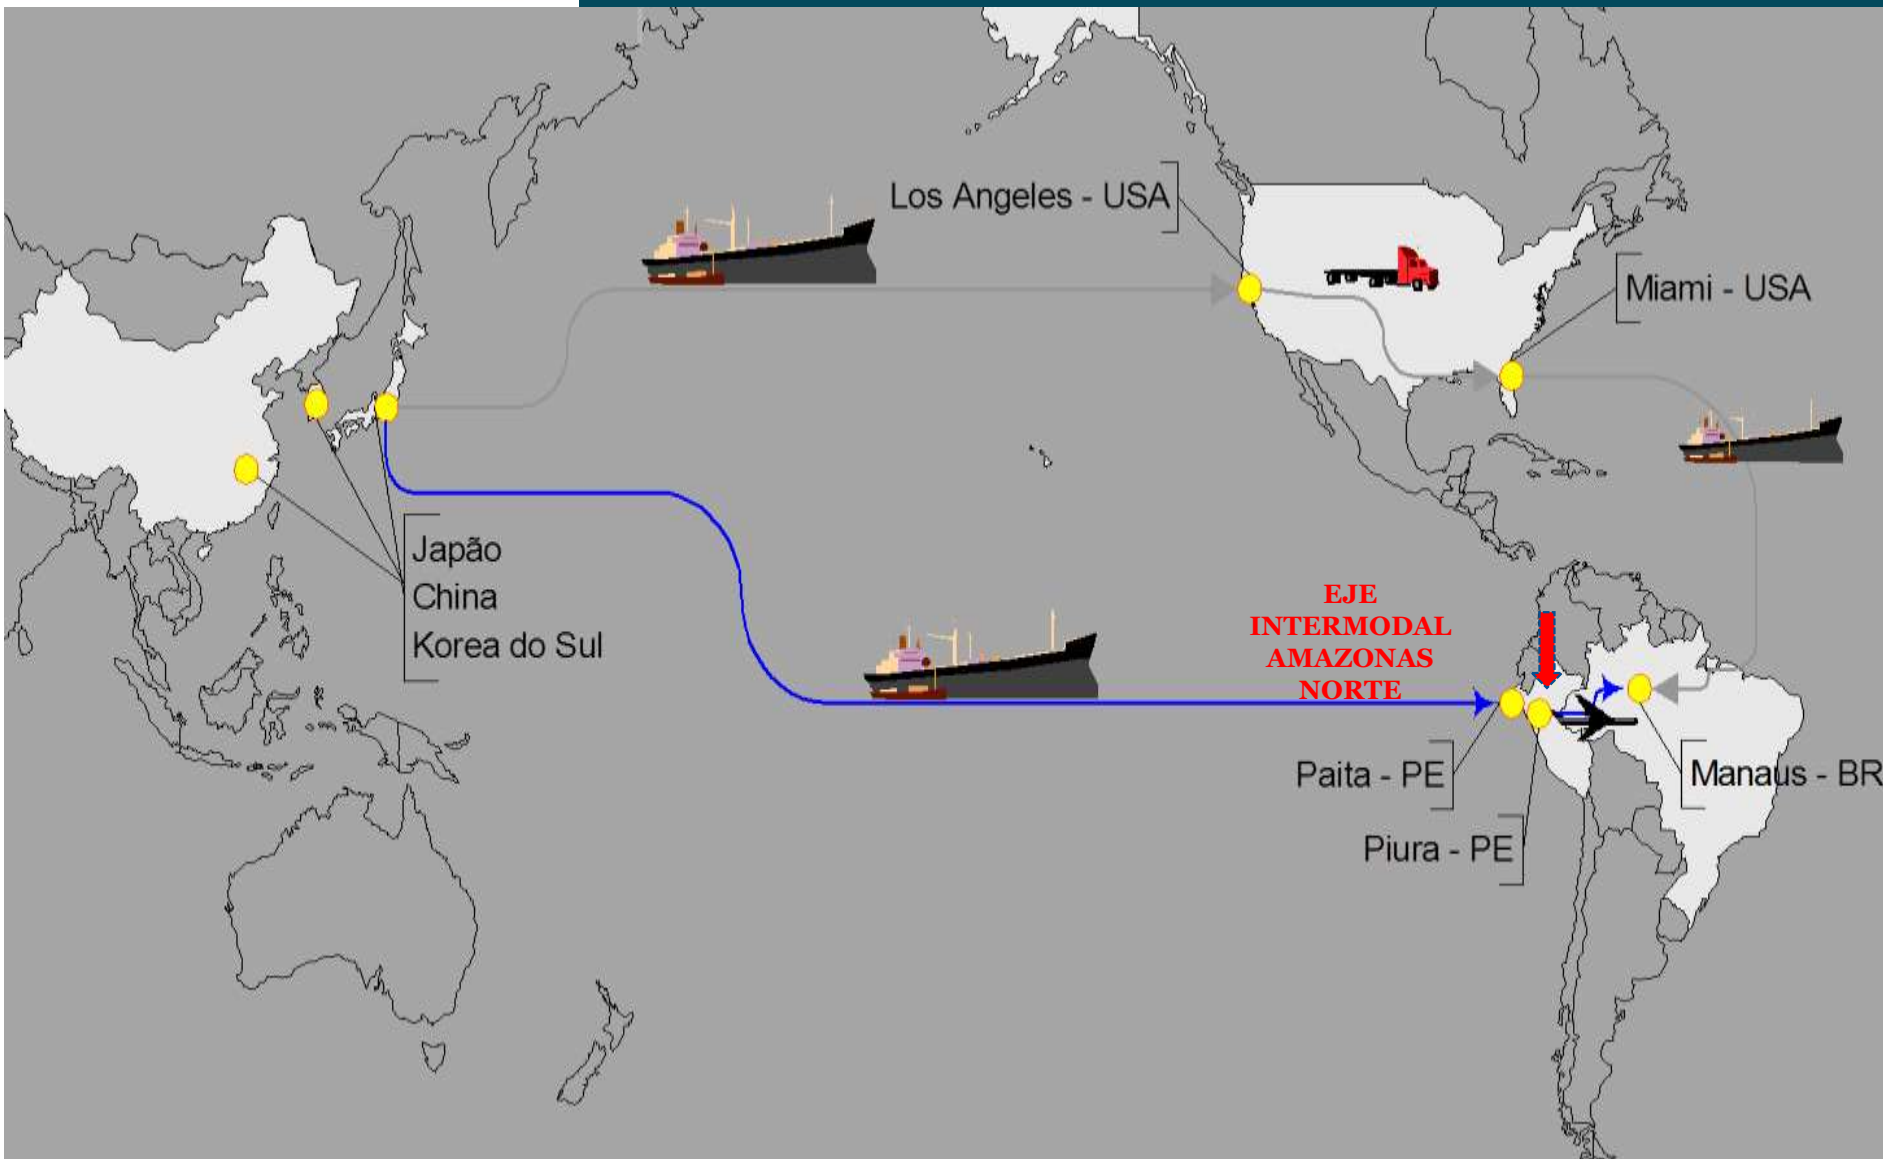 Los Angeles - USA
Miami - USA
Japão
China
Korea do Sul
EJE
INTERMODAL
AMAZONAS
NORTE
Paita - PE
Manaus - BR
Piura - PE